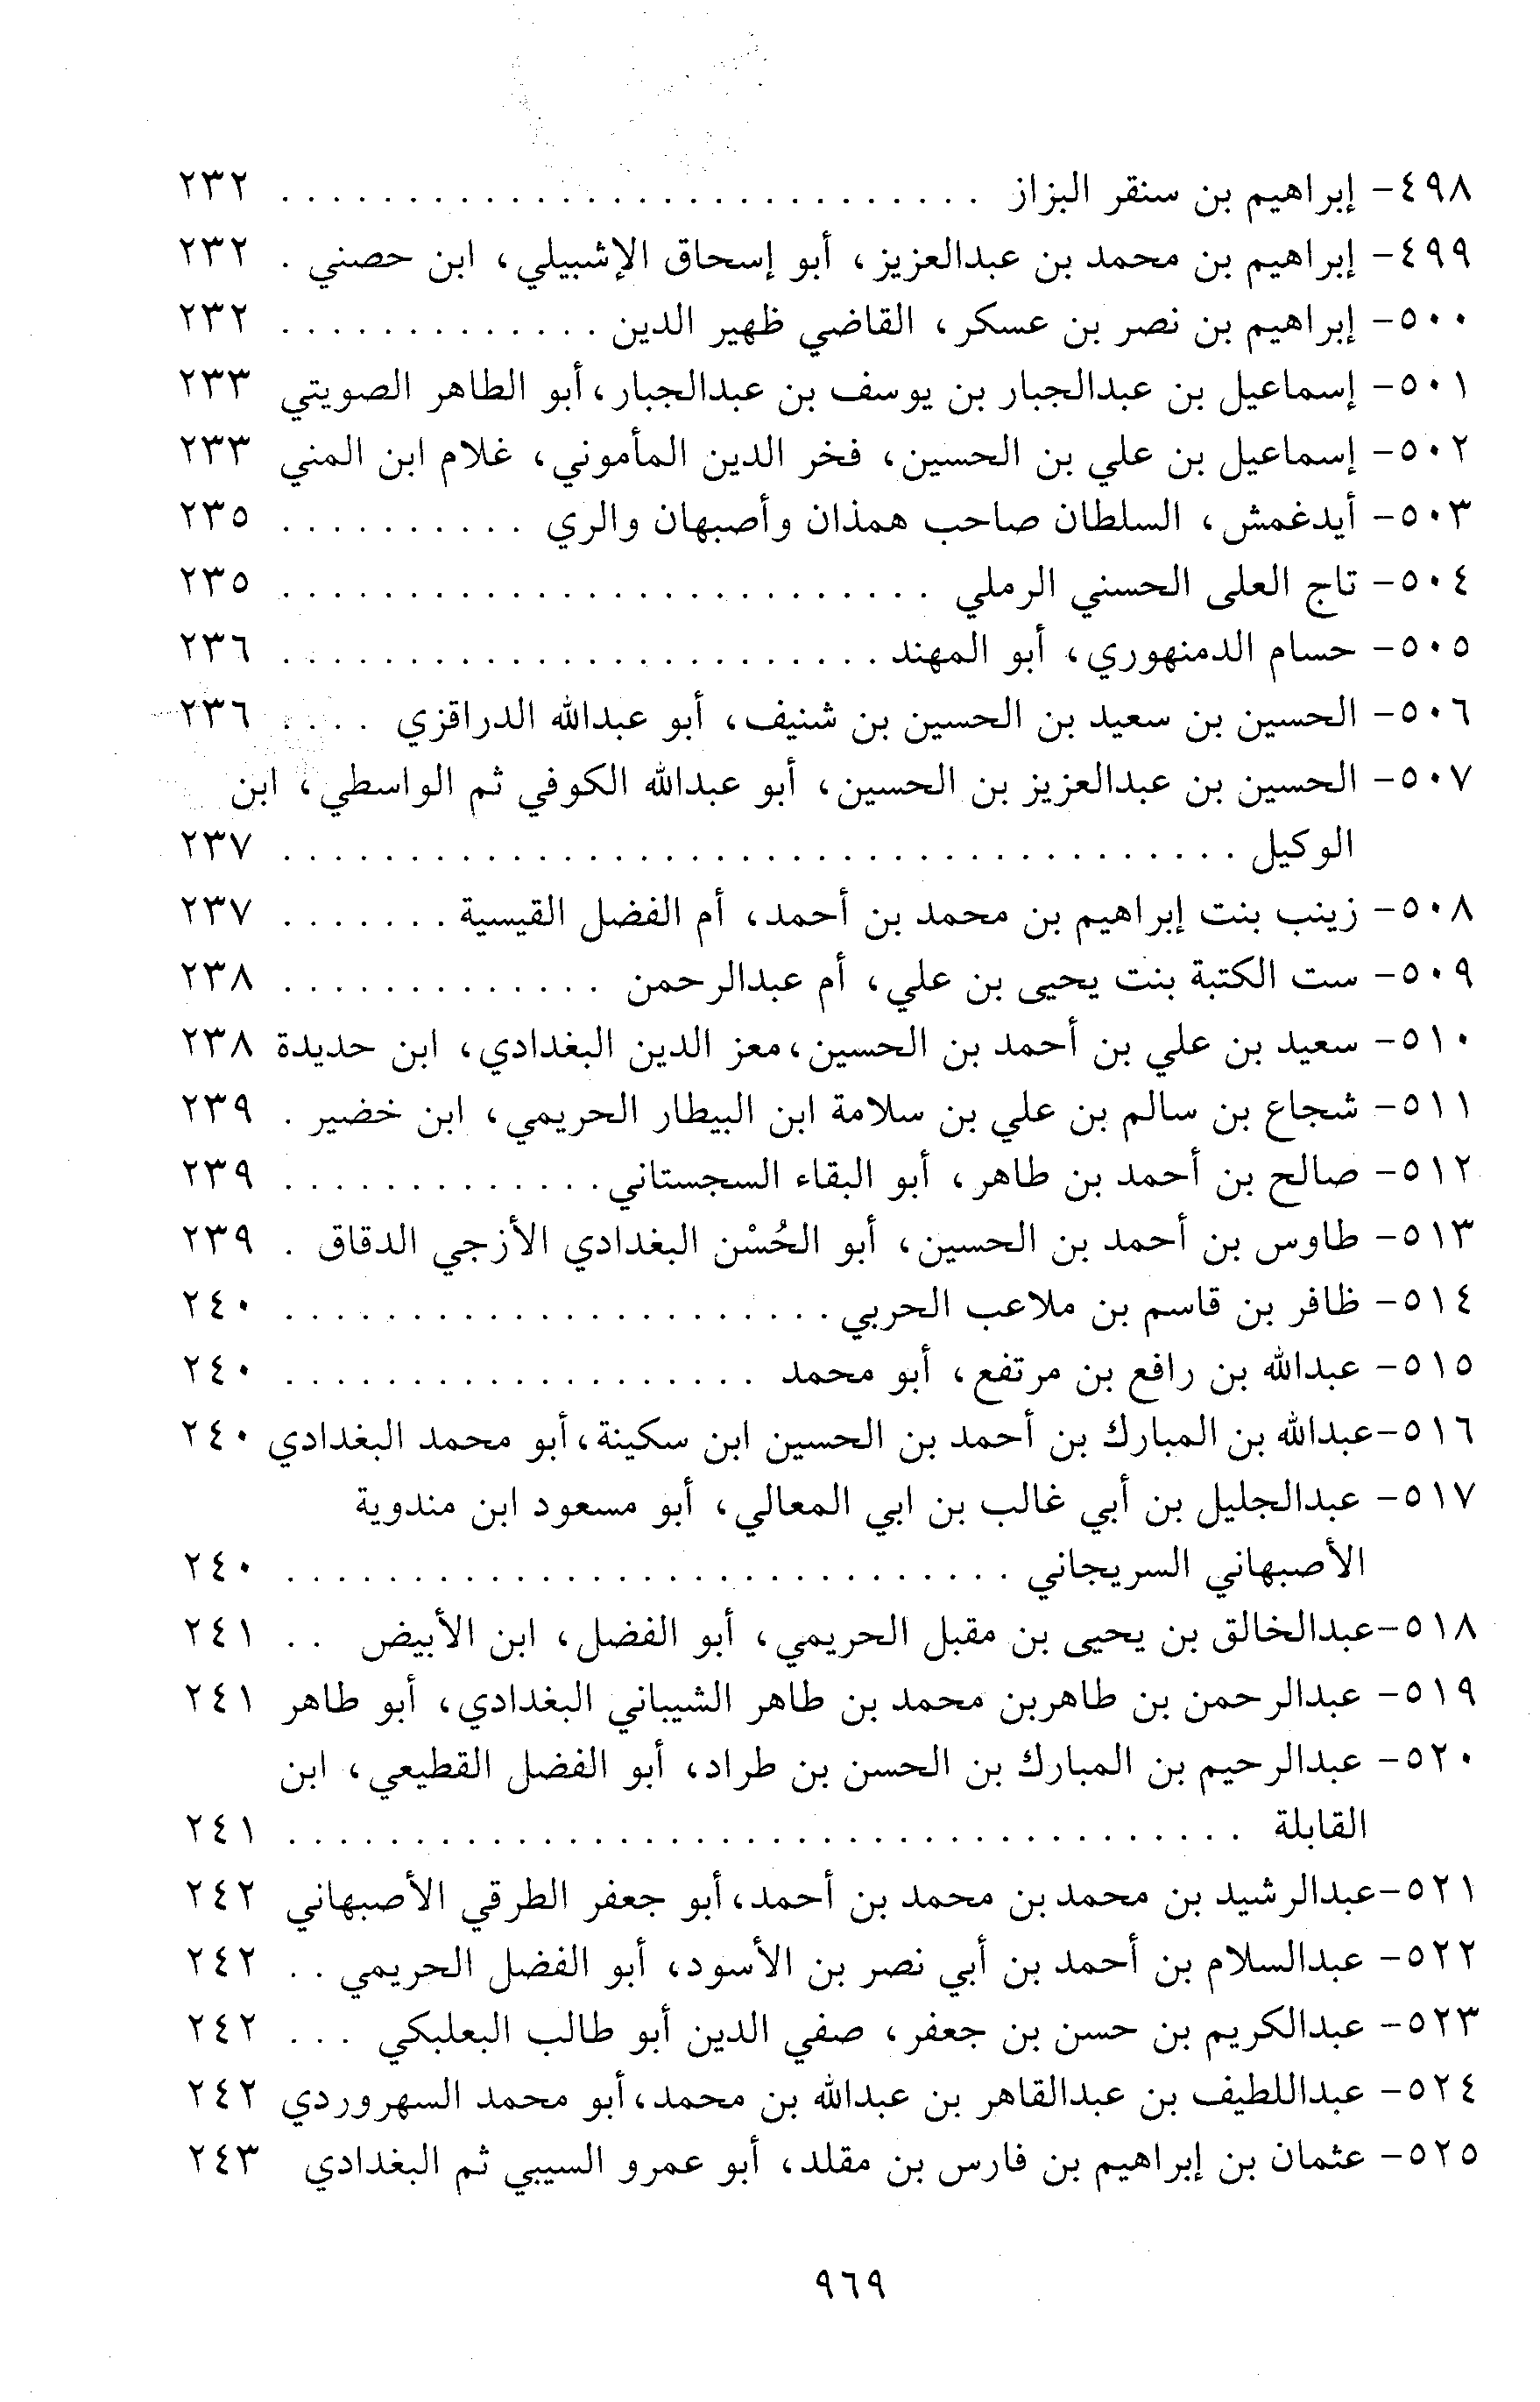 ٤٩٨- إبراهيم بن سنقر البزاز . . . . . . . . . . . . . . . . . . . . . . . . . . . . ٢٣٢
٤٩٩- إبراهيم بن محمد بن عبدالعزيز، أبو إسحاق الإشبيلي، ابن حصني . ٢٣٢
٥٠٠- إبراهيم بن نصر بن عسكر، القاضي ظهير الدين . . . . . . . . . . . . . ٢٣٢
٥٠١- إسماعيل بن عبدالجبار بن يوسف بن عبدالجبار،أبو الطاهر الصويتي ٢٣٣
٥٠٢- إسماعيل بن علي بن الحسين، فخر الدين المأموني، غلام ابن المني ٢٣٣
٥٠٣- أيدغمش، السلطان صاحب همذان وأصبهان والري . . . . . . . . . . ٢٣٥
٥٠٤- تاج العلى الحسني الرملي . . . . . . . . . . . . . . . . . . . . . . . . . . ٢٣٥
٥٠٥- حسام الدمنهوري، أبو المهند . . . . . . . . . . . . . . . . . . . . . . . . ٢٣٦
٥٠٦- الحسين بن سعيد بن الحسين بن شنيف، أبو عبدالله الدراقزي . . . . ٢٣٦
٥٠٧- الحسين بن عبدالعزيز بن الحسين، أبو عبدالله الكوفي ثم الواسطي، ابن
الوكيل . . . . . . . . . . . . . . . . . . . . . . . . . . . . . . . . . . . . . . ٢٣٧
٥٠٨- زينب بنت إبراهيم بن محمد بن أحمد، أم الفضل القيسية . . . . . . . ٢٣٧
٥٠٩- ست الكتبة بنت يحيى بن علي، أم عبدالرحمن . . . . . . . . . . . . . ٢٣٨
٥١٠- سعيد بن علي بن أحمد بن الحسين،معز الدين البغدادي، ابن حديدة ٢٣٨
٥١١- شجاع بن سالم بن علي بن سلامة ابن البيطار الحريمي، ابن خضير . ٢٣٩
٥١٢- صالح بن أحمد بن طاهر، أبو البقاء السجستاني . . . . . . . . . . . . . ٢٣٩
٥١٣- طاوس بن أحمد بن الحسين، أبو الحُسْن البغدادي الأزجي الدقاق . ٢٣٩
٥١٤- ظافر بن قاسم بن ملاعب الحربي . . . . . . . . . . . . . . . . . . . . . . ٢٤٠
٥١٥- عبدالله بن رافع بن مرتفع، أبو محمد . . . . . . . . . . . . . . . . . . . ٢٤٠
٥١٦-عبدالله بن المبارك بن أحمد بن الحسين ابن سكينة،أبو محمد البغدادي ٢٤٠
٥١٧- عبدالجليل بن أبي غالب بن ابي المعالي، أبو مسعود ابن مندوية
الأصبهاني السريجاني . . . . . . . . . . . . . . . . . . . . . . . . . . . . . ٢٤٠
٥١٨-عبدالخالق بن يحيى بن مقبل الحريمي، أبو الفضل، ابن الأبيض . . ٢٤١
٥١٩- عبدالرحمن بن طاهربن محمد بن طاهر الشيباني البغدادي، أبو طاهر ٢٤١
٥٢٠- عبدالرحيم بن المبارك بن الحسن بن طراد، أبو الفضل القطيعي، ابن
القابلة . . . . . . . . . . . . . . . . . . . . . . . . . . . . . . . . . . . . . . ٢٤١
٥٢١-عبدالرشيد بن محمد بن محمد بن أحمد،أبو جعفر الطرقي الأصبهاني ٢٤٢
٥٢٢- عبدالسلام بن أحمد بن أبي نصر بن الأسود، أبو الفضل الحريمي . . ٢٤٢
٥٢٣- عبدالكريم بن حسن بن جعفر، صفي الدين أبو طالب البعلبكي . . . ٢٤٢
٥٢٤- عبداللطيف بن عبدالقاهر بن عبدالله بن محمد،أبو محمد السهروردي ٢٤٢
٥٢٥- عثمان بن إبراهيم بن فارس بن مقلد، أبو عمرو السيبي ثم البغدادي ٢٤٣
٩٦٩